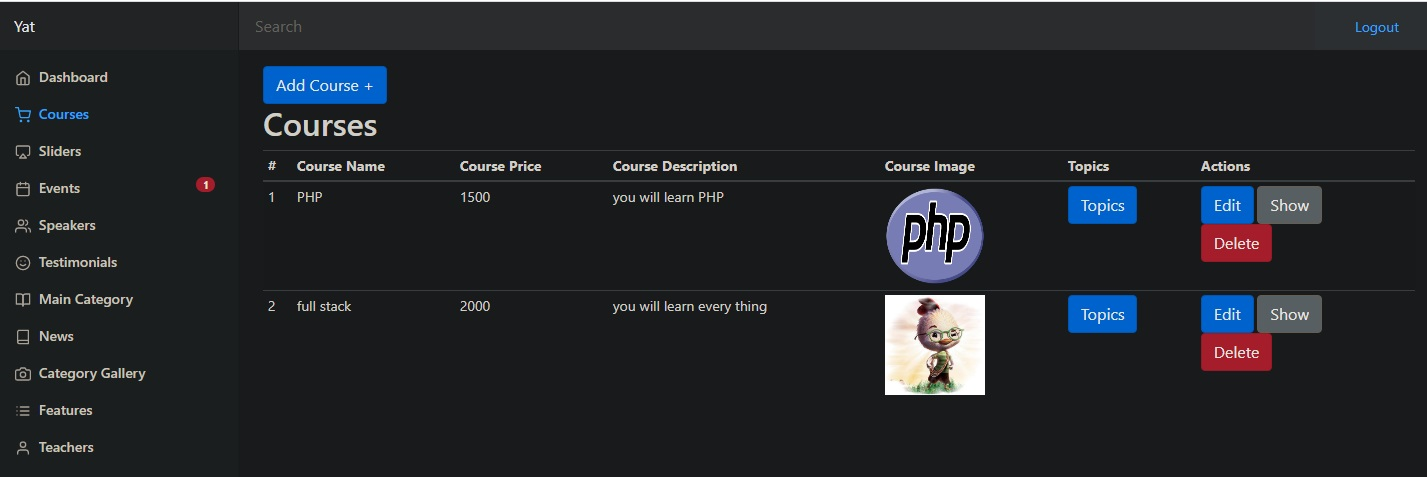 Yat
Search
Logout
Dashboard
Courses
Sliders
Events 1
Speakers
Testimonials
Main Category
News
Category Gallery
Features
Teachers
Add Course +
Courses
# Course Name Course Price Course Description Course Image Topics Actions
1 PHP 1500 you will learn PHP php Topics Edit Show
Delete
2 full stack 2000 you will learn every thing Topics Edit Show
Delete